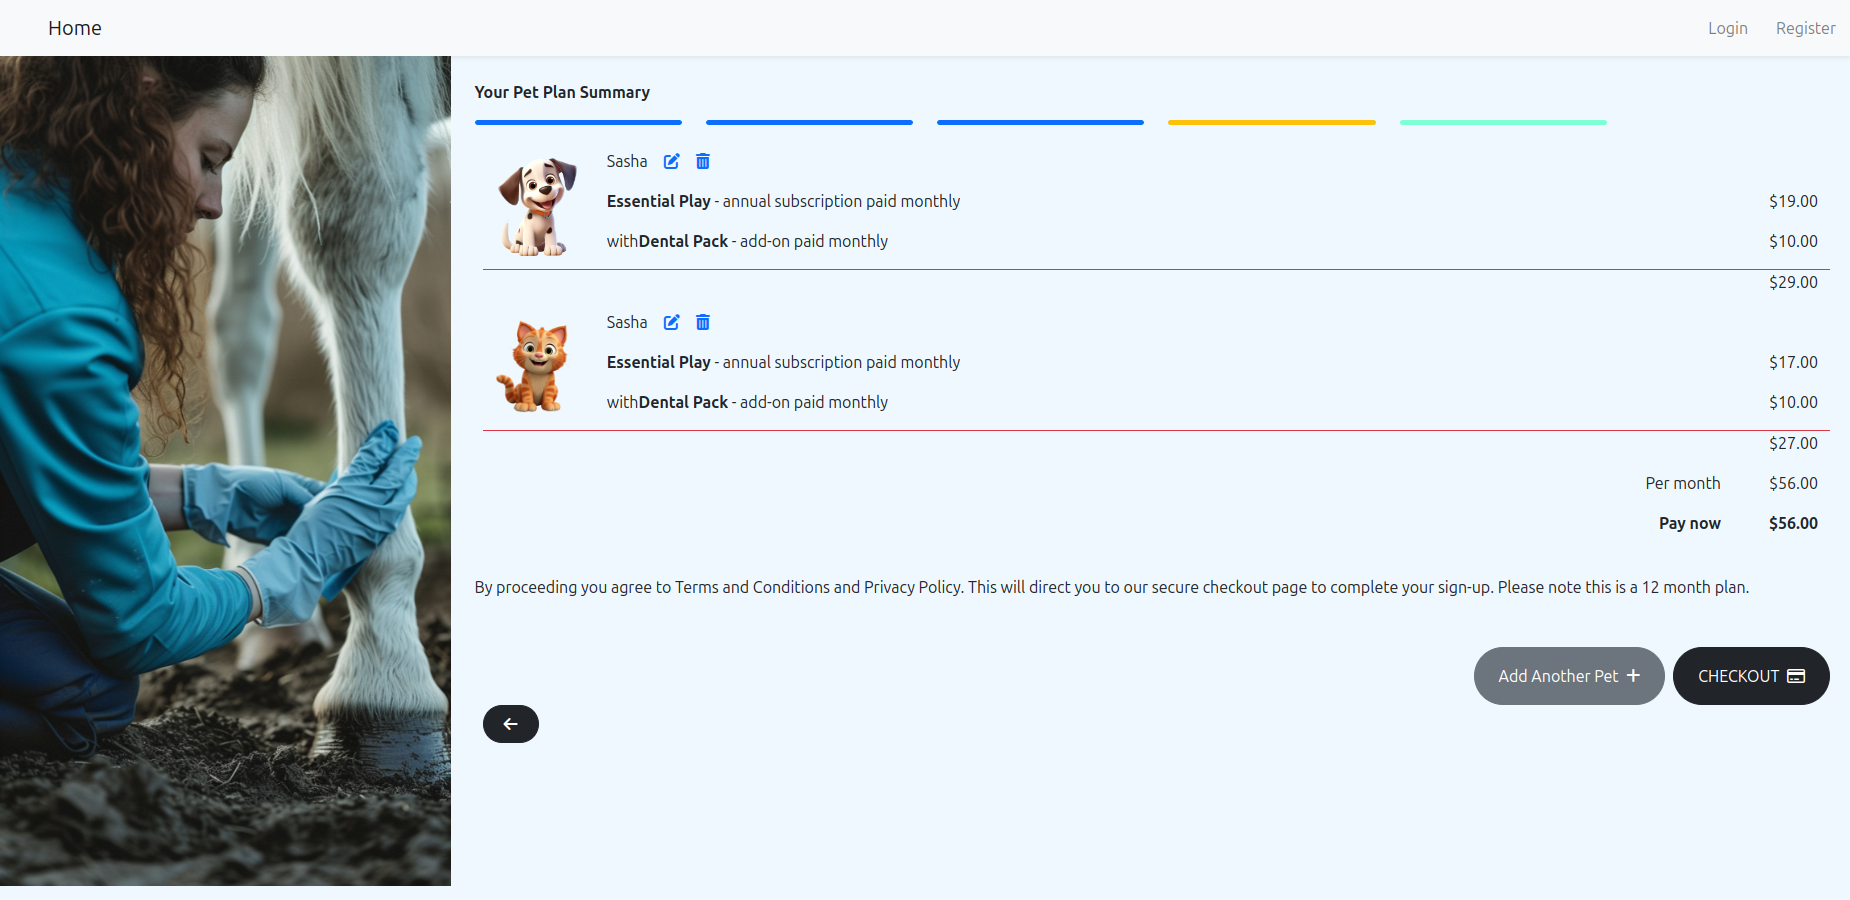 Home Login Register
Your Pet Plan Summary
Sasha
Essential Play - annual subscription paid monthly $19.00
withDental Pack - add-on paid monthly $10.00
$29.00
Sasha
Essential Play - annual subscription paid monthly $17.00
withDental Pack - add-on paid monthly $10.00
$27.00
Per month $56.00
Pay now $56.00
By proceeding you agree to Terms and Conditions and Privacy Policy. This will direct you to our secure checkout page to complete your sign-up. Please note this is a 12 month plan.
Add Another Pet CHECKOUT